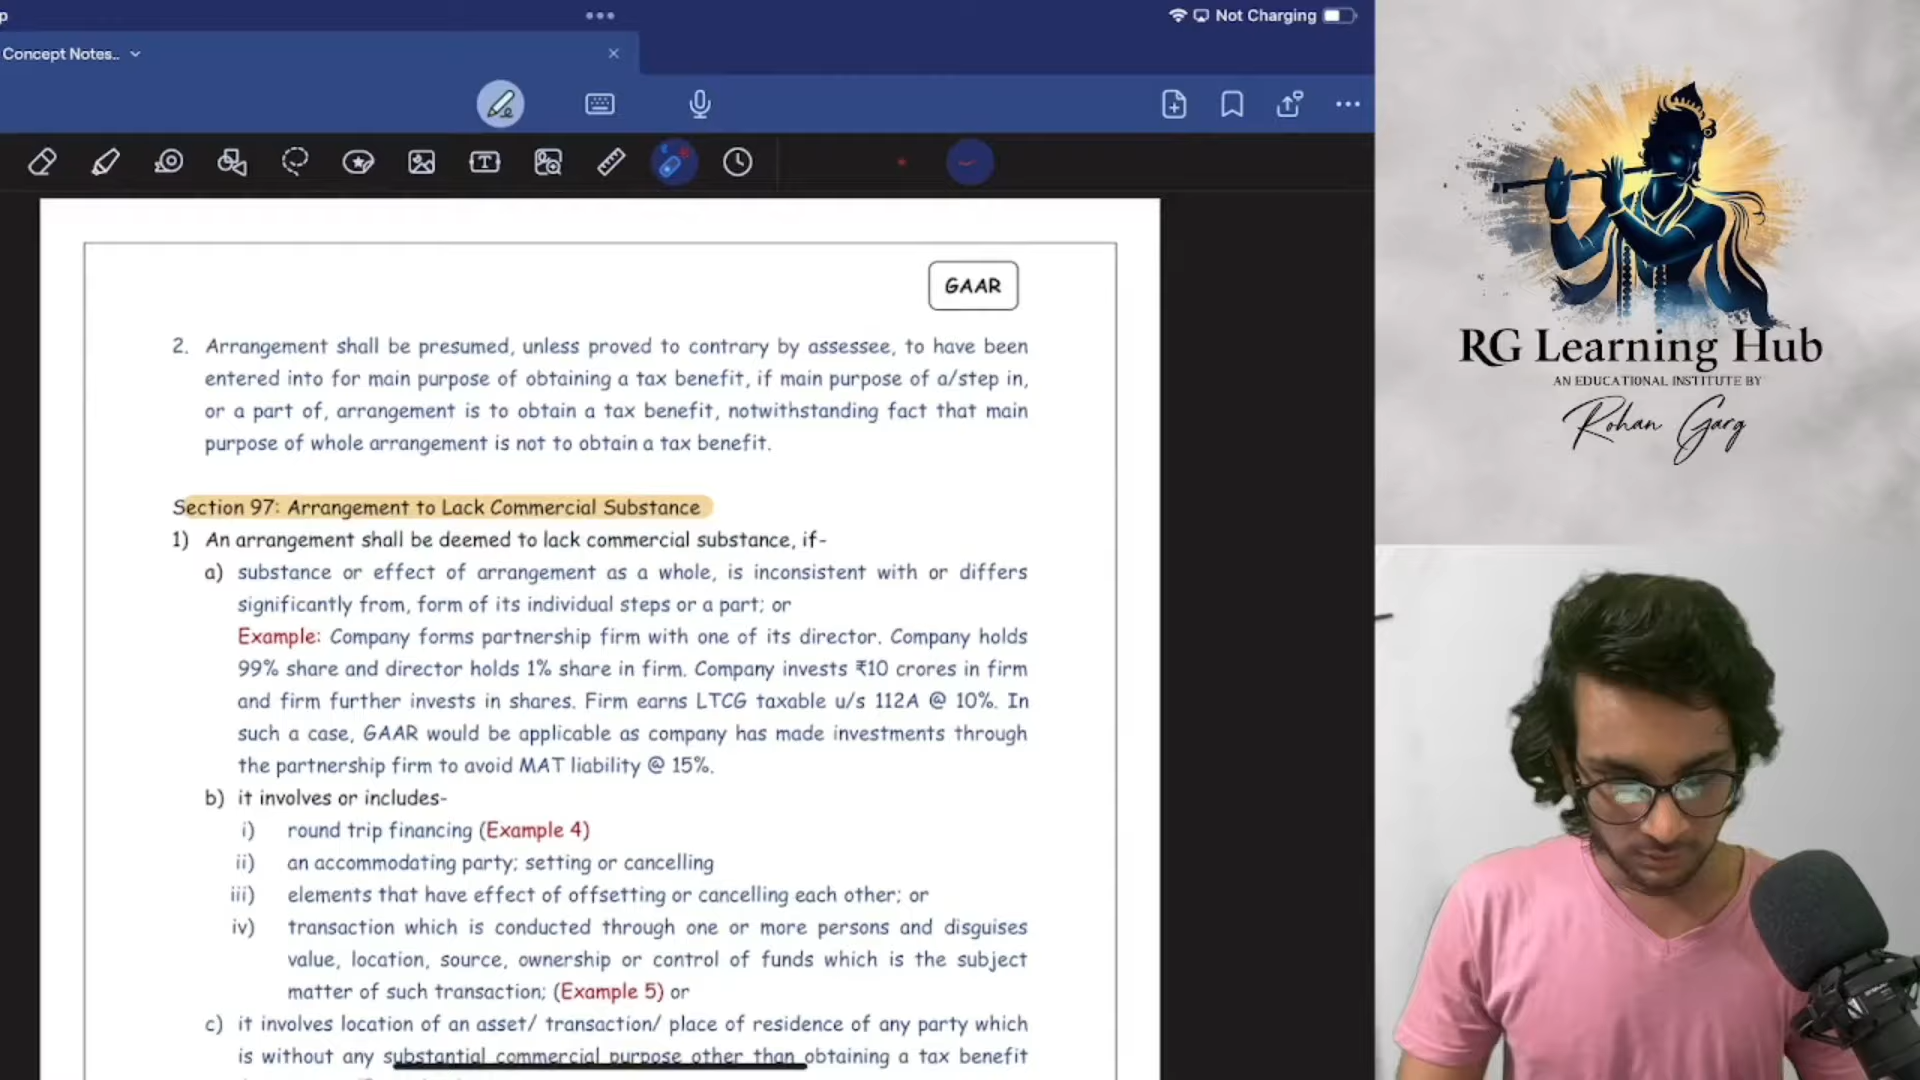 p
Not Charging
Concept Notes..
GAAR
2. Arrangement shall be presumed, unless proved to contrary by assessee, to have been
entered into for main purpose of obtaining a tax benefit, if main purpose of a/step in,
or a part of, arrangement is to obtain a tax benefit, notwithstanding fact that main
purpose of whole arrangement is not to obtain a tax benefit.
Section 97: Arrangement to Lack Commercial Substance
1) An arrangement shall be deemed to lack commercial substance, if-
a) substance or effect of arrangement as a whole, is inconsistent with or differs
significantly from, form of its individual steps or a part; or
Example: Company forms partnership firm with one of its director. Company holds
99% share and director holds 1% share in firm. Company invests ₹10 crores in firm
and firm further invests in shares. Firm earns LTCG taxable u/s 112A @ 10%. In
such a case, GAAR would be applicable as company has made investments through
the partnership firm to avoid MAT liability @ 15%.
b) it involves or includes-
i) round trip financing (Example 4)
ii) an accommodating party; setting or cancelling
iii) elements that have effect of offsetting or cancelling each other; or
iv) transaction which is conducted through one or more persons and disguises
value, location, source, ownership or control of funds which is the subject
matter of such transaction; (Example 5) or
c) it involves location of an asset/ transaction/ place of residence of any party which
is without any substantial commercial purpose other than obtaining a tax benefit
RG Learning Hub
AN EDUCATIONAL INSTITUTE BY
Rohan Garg